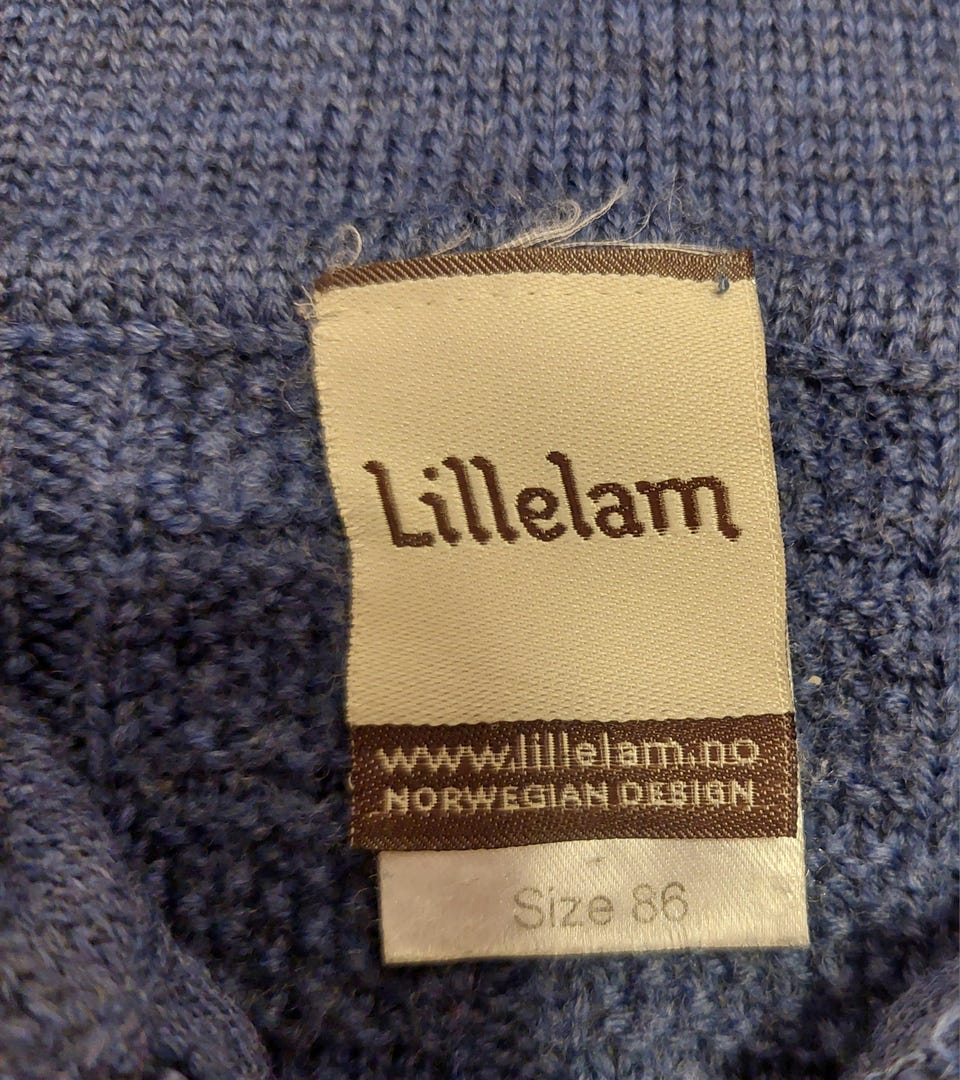 Lillelam
www.lillelam.no
NORWEGIAN DESIGN
Size 86